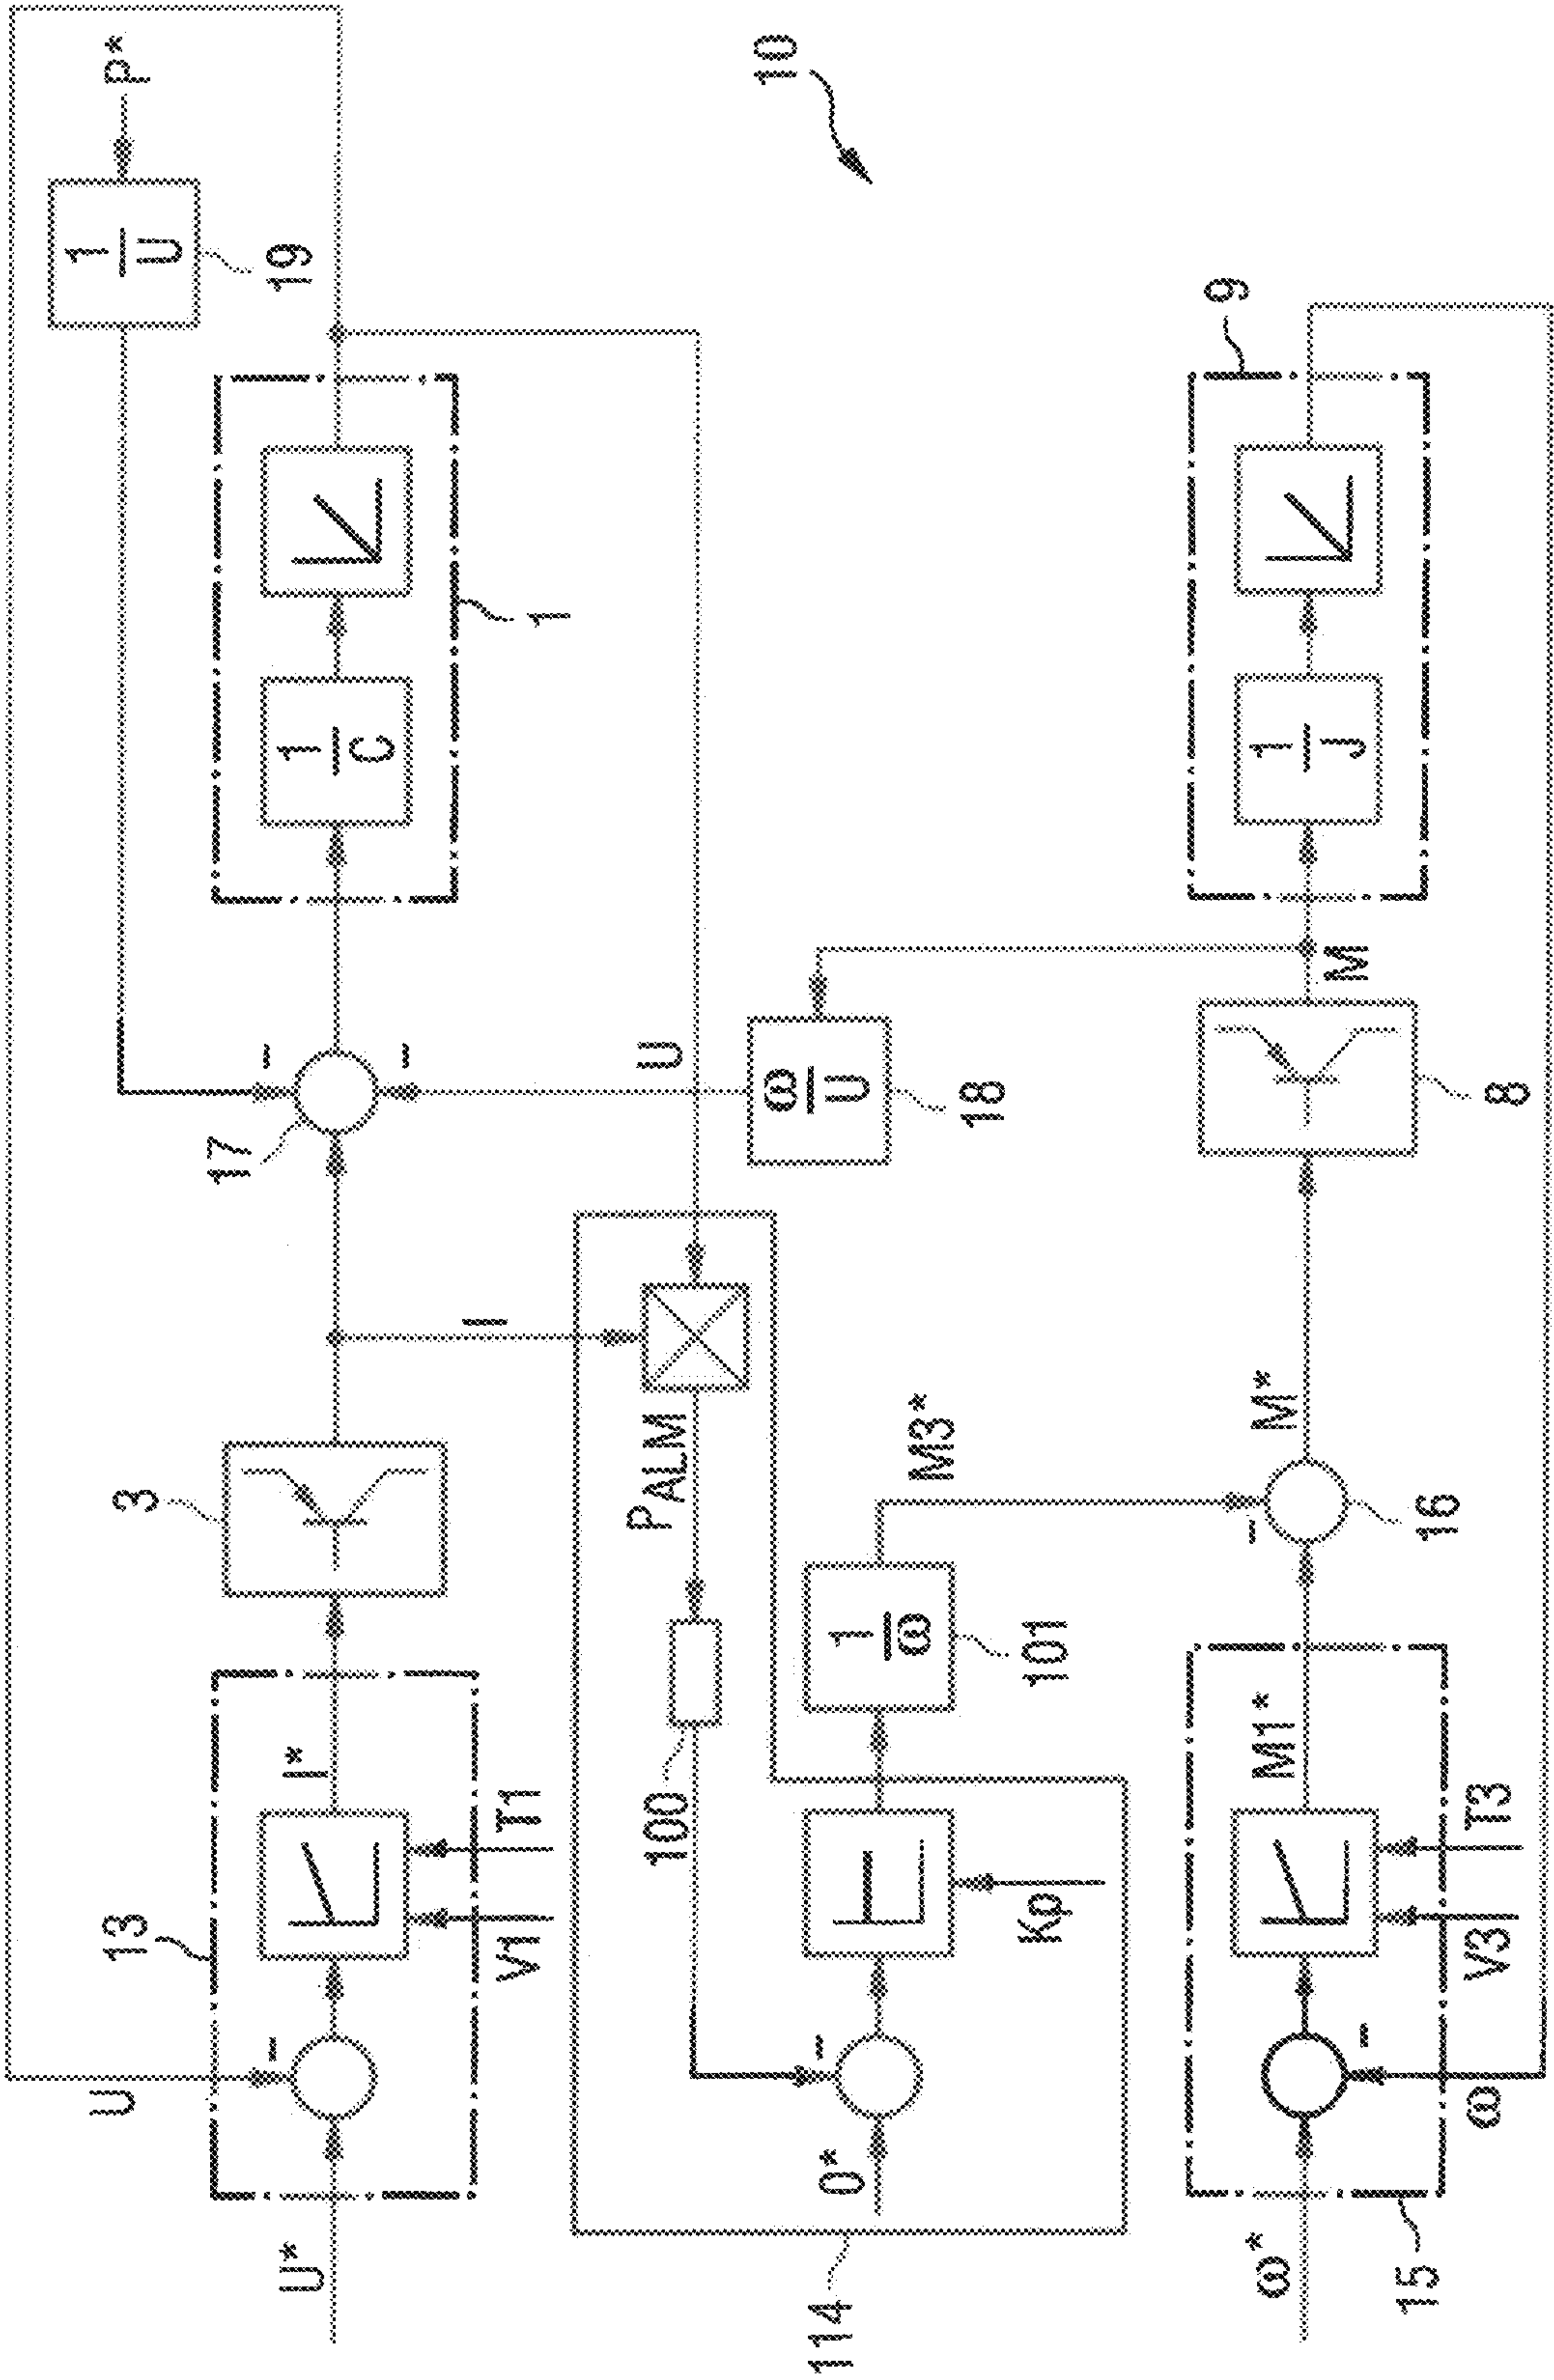 U*
U
13
I*
V1
T1
3
I
17
1
C
1
1
U
19
P*
10
U
P_ALM
100
114
0*
Kp
1
ω
101
M3*
ω
U
18
ω*
15
ω
M1*
V3
T3
16
M*
8
M
1
J
9